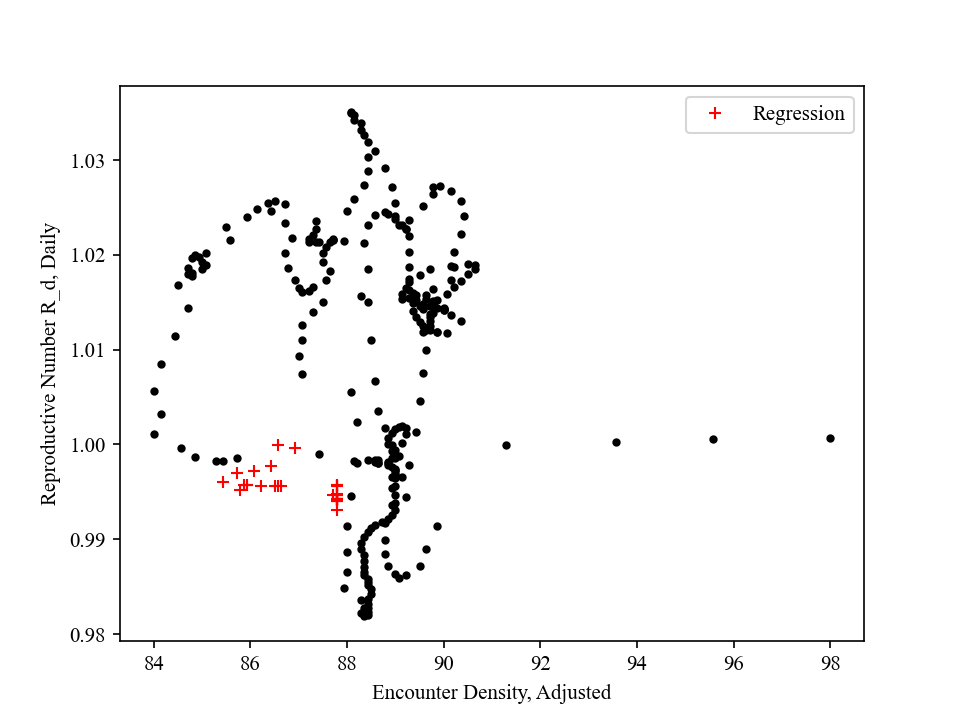 Regression
Reproductive Number R_d, Daily
1.03
1.02
1.01
1.00
0.99
0.98
84 86 88 90 92 94 96 98
Encounter Density, Adjusted